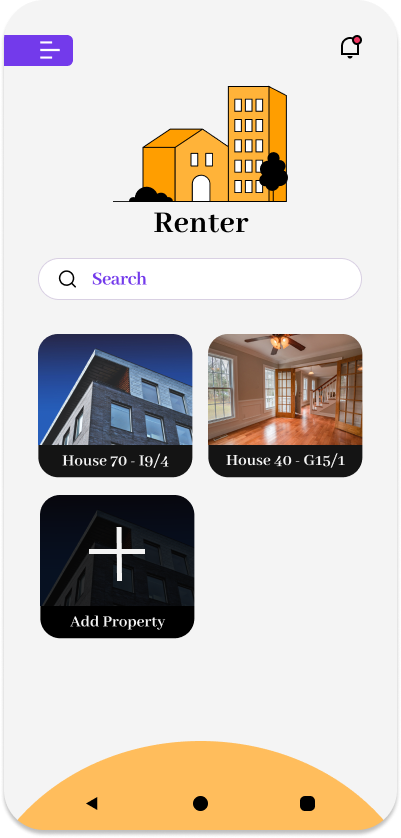 Renter
Search
House 70 - I9/4
House 40 - G15/1
Add Property